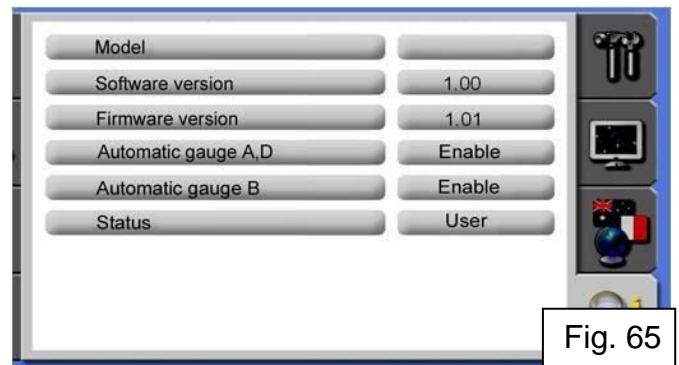 Model
Software version 1.00
Firmware version 1.01
Automatic gauge A,D Enable
Automatic gauge B Enable
Status User
Fig. 65